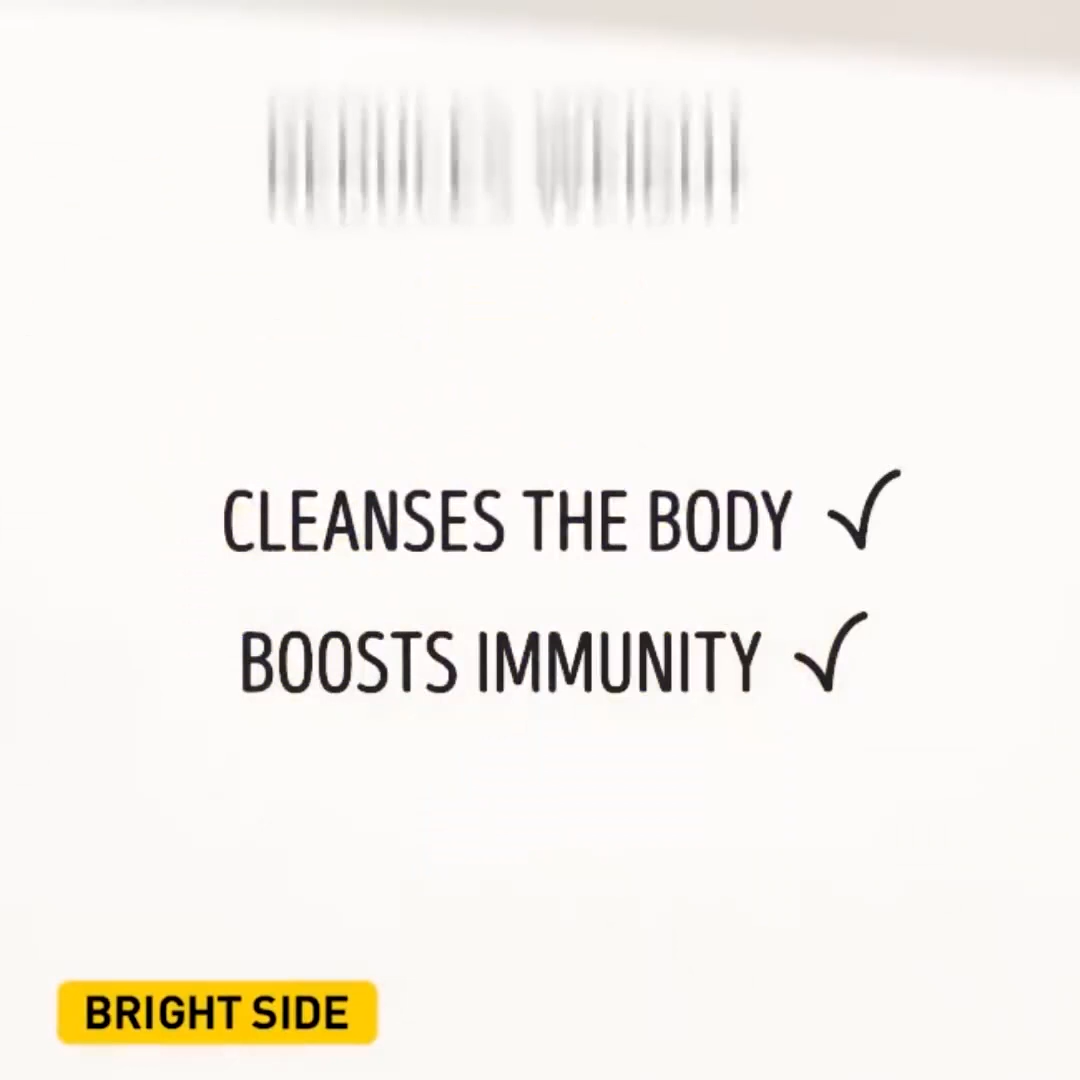 CLEANSES THE BODY ✓
BOOSTS IMMUNITY ✓
BRIGHT SIDE